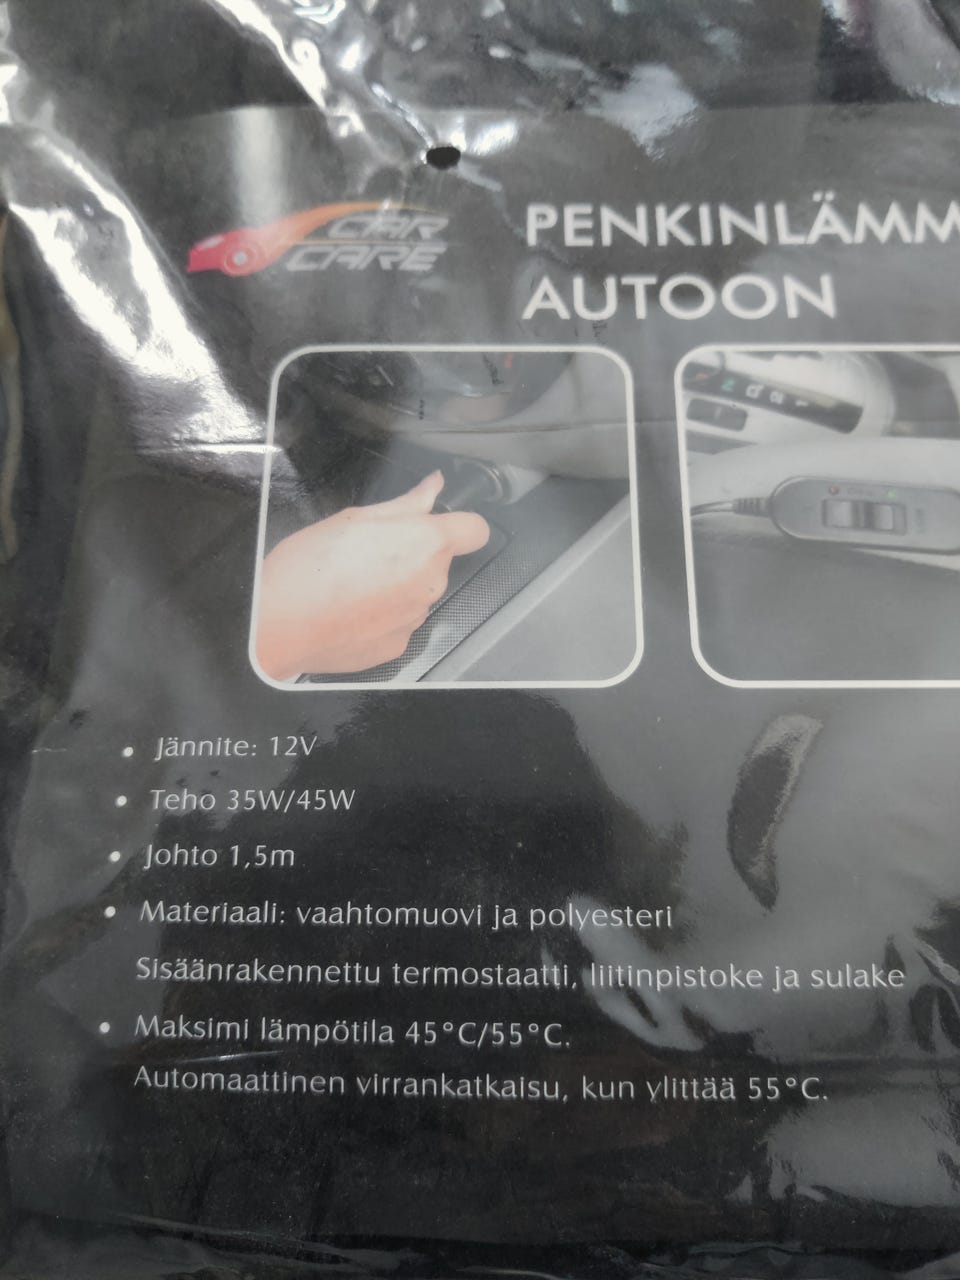 CAR
CARE
PENKINLÄMM
AUTOON
Jännite: 12V
Teho 35W/45W
Johto 1,5m
Materiaali: vaahtomuovi ja polyesteri
Sisäänrakennettu termostaatti, liitinpistoke ja sulake
Maksimi lämpötila 45°C/55°C.
Automaattinen virrankatkaisu, kun ylittää 55°C.